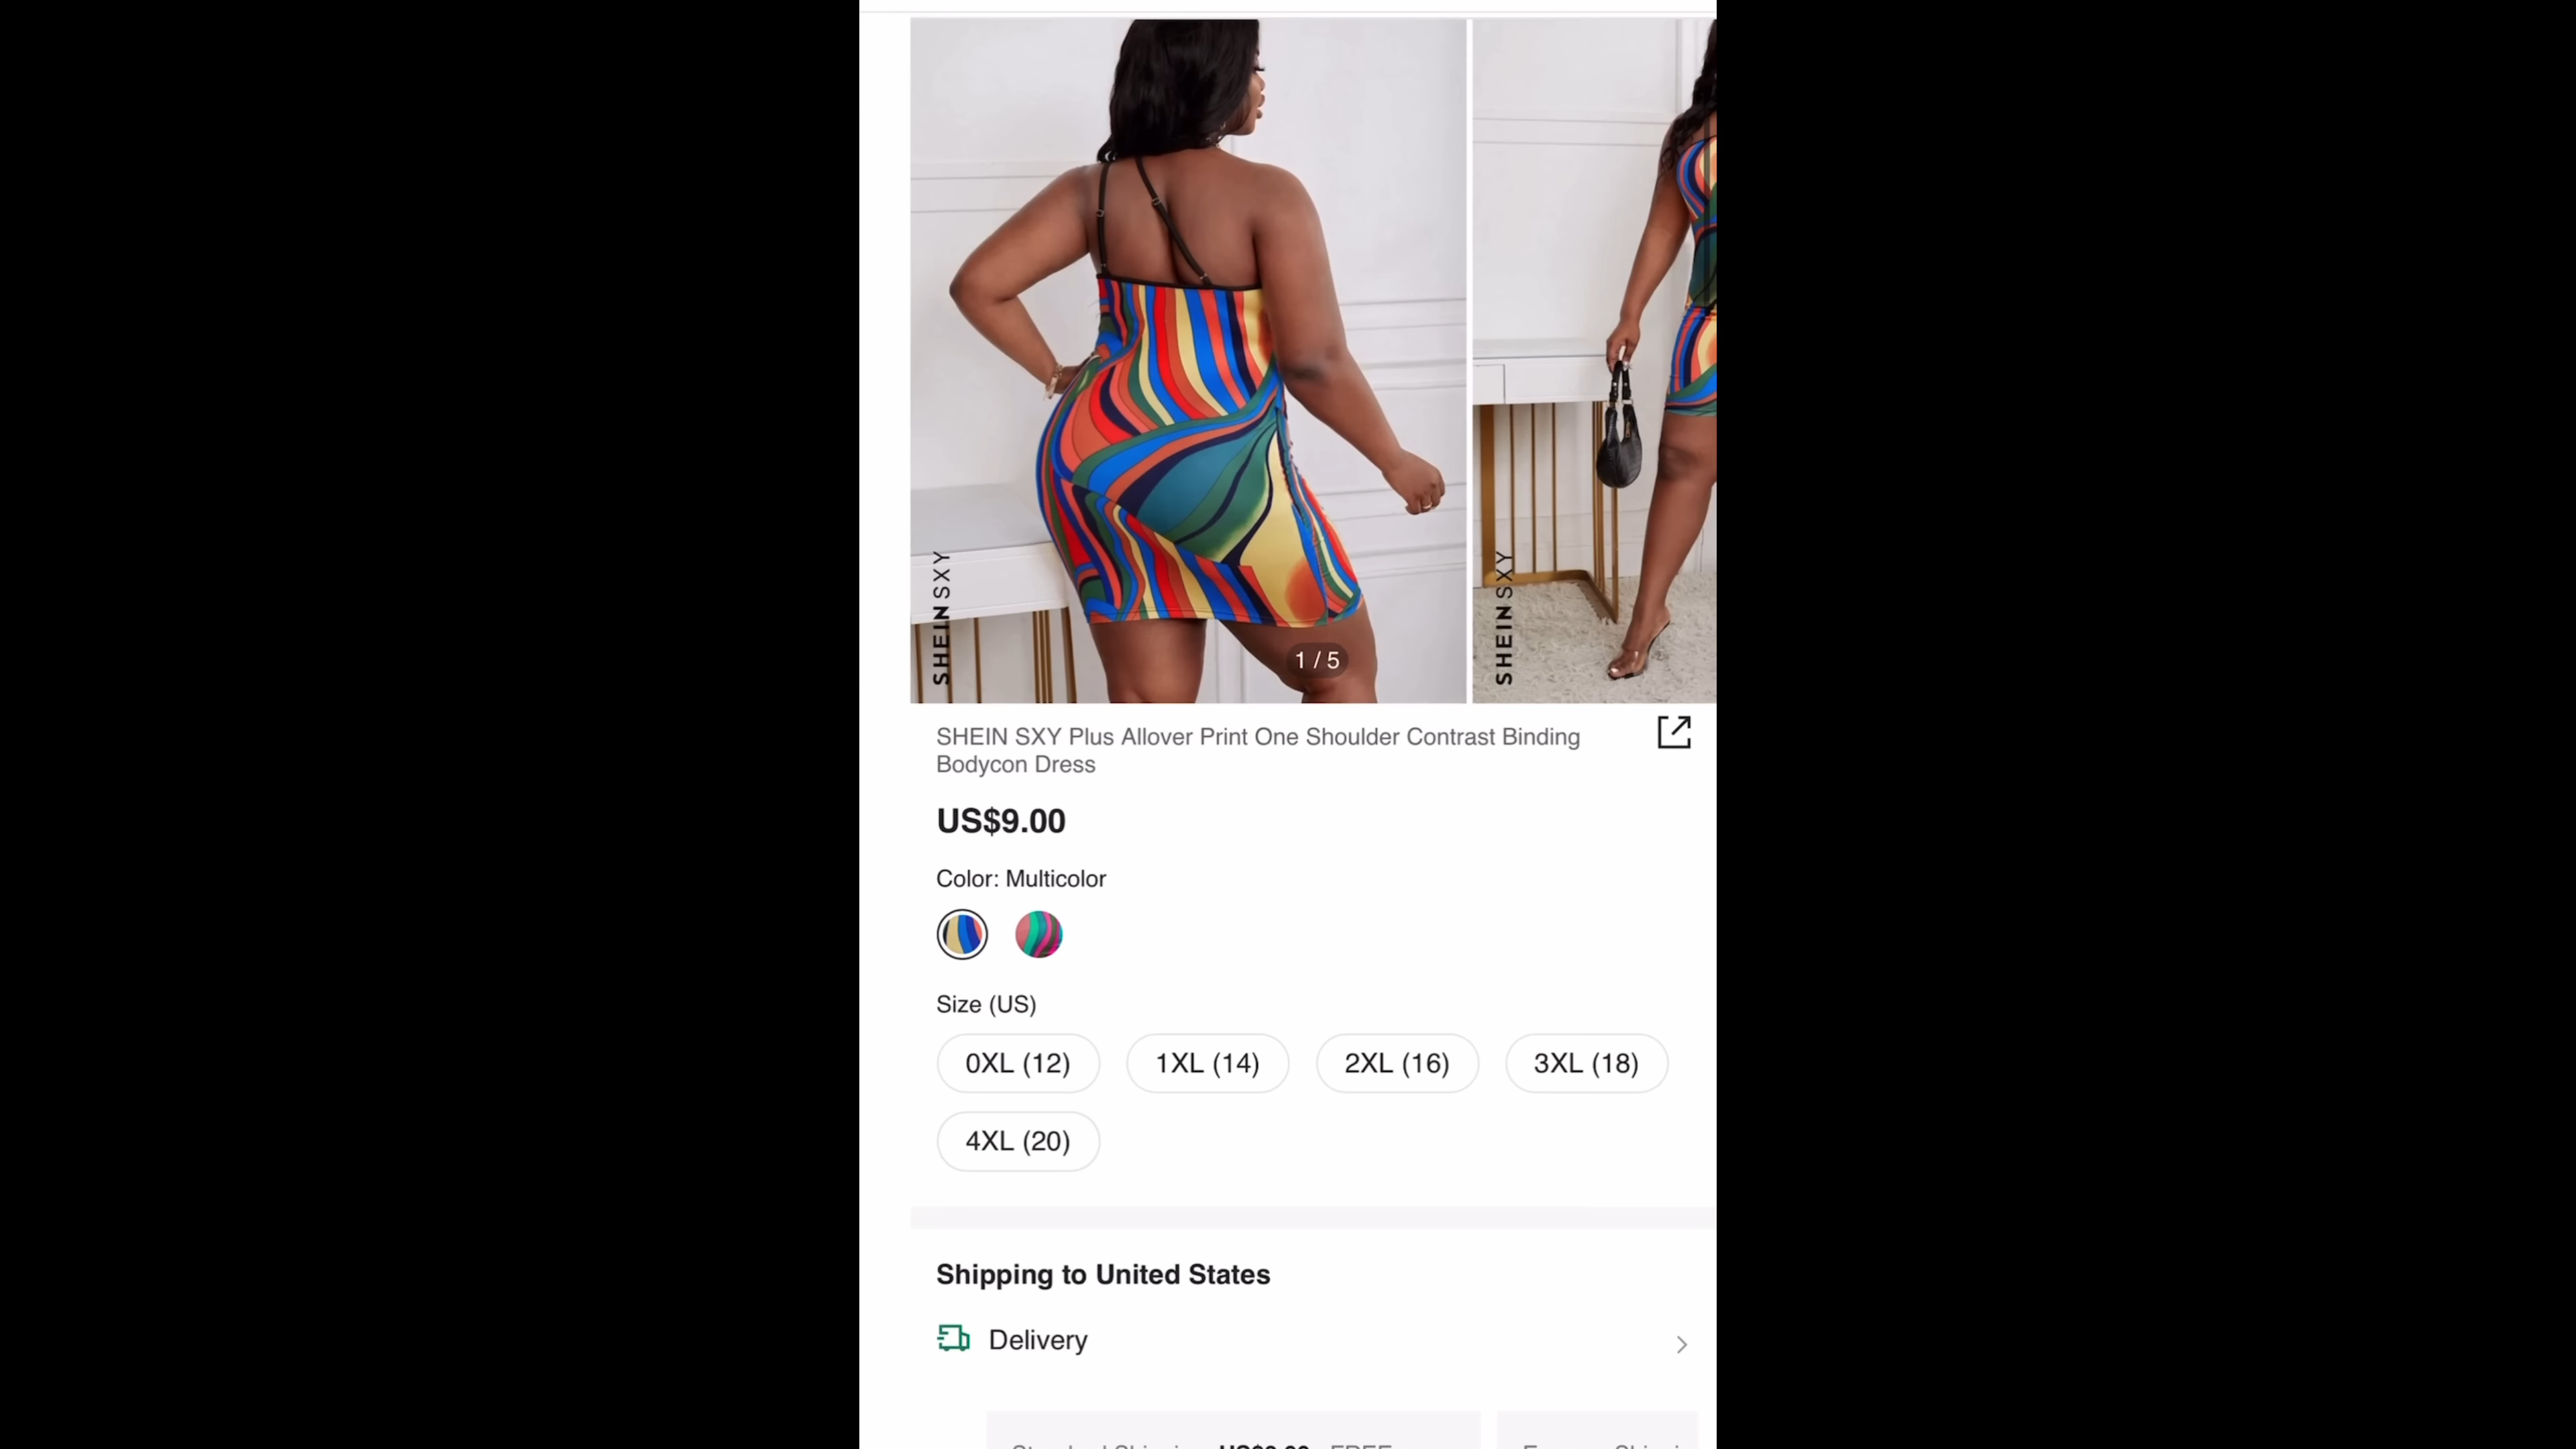 SHEIN SXY
SHEIN SXY
1 / 5
SHEIN SXY Plus Allover Print One Shoulder Contrast Binding
Bodycon Dress
US$9.00
Color: Multicolor
Size (US)
0XL (12)
1XL (14)
2XL (16)
3XL (18)
4XL (20)
Shipping to United States
Delivery